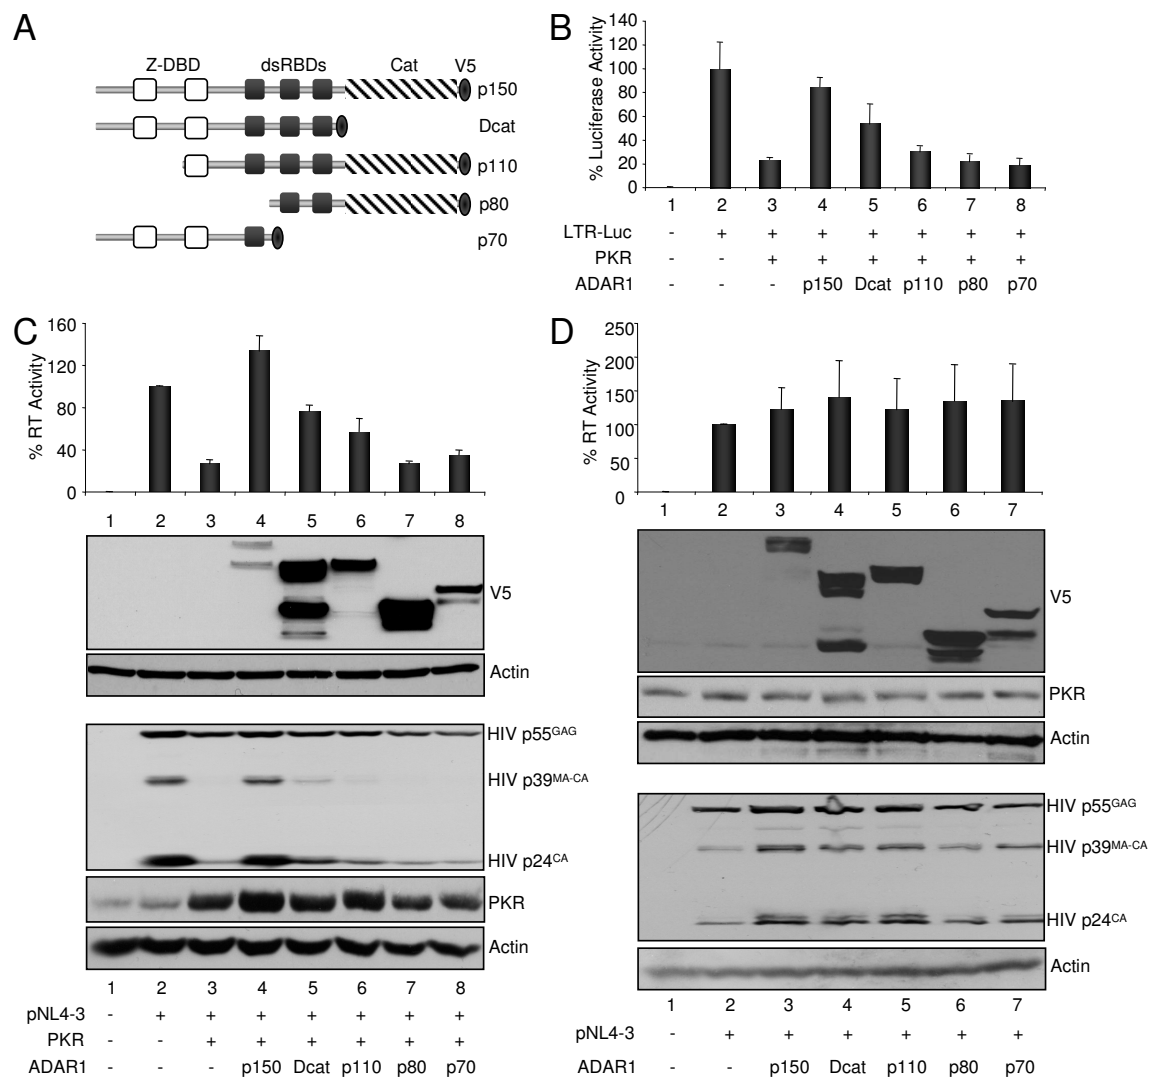 A
Z-DBD dsRBDs Cat V5
p150
Dcat
p110
p80
p70
B
% Luciferase Activity
140
120
100
80
60
40
20
0
1 2 3 4 5 6 7 8
LTR-Luc - + + + + + + +
PKR - - + + + + + +
ADAR1 - - - p150 Dcat p110 p80 p70
C
% RT Activity
160
120
80
40
0
1 2 3 4 5 6 7 8
V5
Actin
HIV p55GAG
HIV p39MA-CA
HIV p24CA
PKR
Actin
1 2 3 4 5 6 7 8
pNL4-3 - + + + + + + +
PKR - - + + + + + +
ADAR1 - - - p150 Dcat p110 p80 p70
D
% RT Activity
250
200
150
100
50
0
1 2 3 4 5 6 7
V5
PKR
Actin
HIV p55GAG
HIV p39MA-CA
HIV p24CA
Actin
1 2 3 4 5 6 7
pNL4-3 - + + + + + +
ADAR1 - - p150 Dcat p110 p80 p70